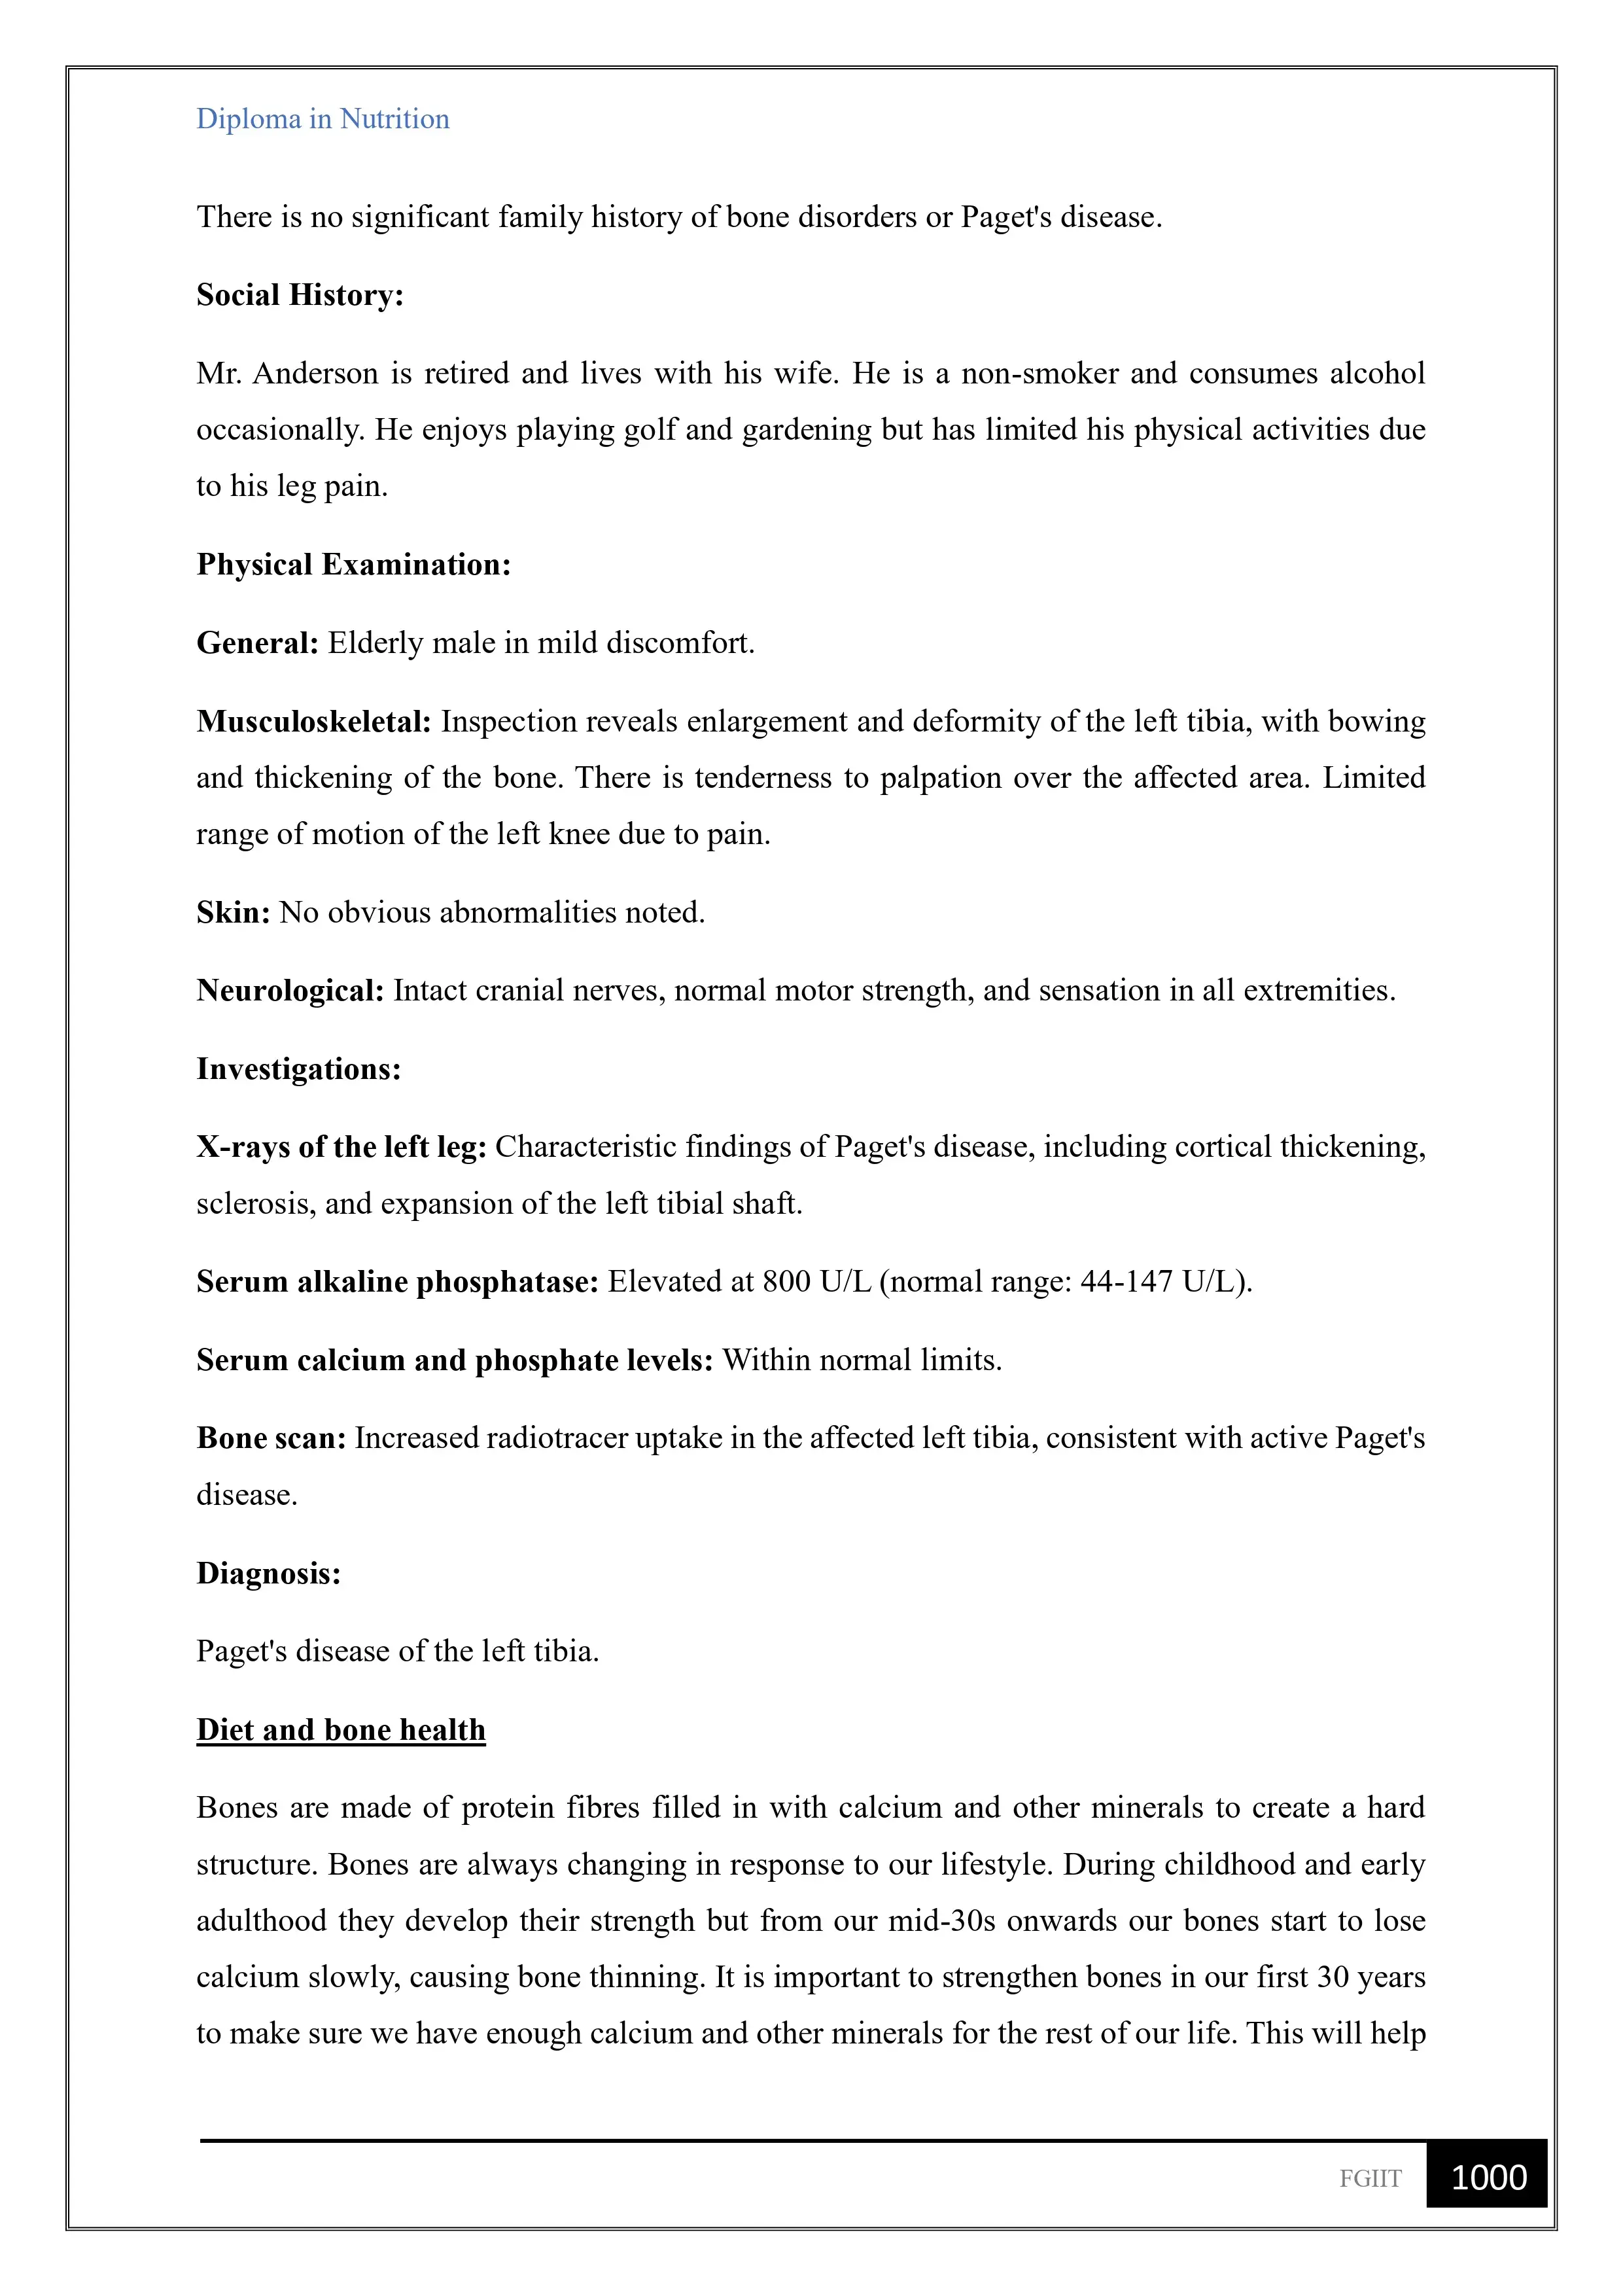 Diploma in Nutrition
There is no significant family history of bone disorders or Paget's disease.
Social History:
Mr. Anderson is retired and lives with his wife. He is a non-smoker and consumes alcohol
occasionally. He enjoys playing golf and gardening but has limited his physical activities due
to his leg pain.
Physical Examination:
General: Elderly male in mild discomfort.
Musculoskeletal: Inspection reveals enlargement and deformity of the left tibia, with bowing
and thickening of the bone. There is tenderness to palpation over the affected area. Limited
range of motion of the left knee due to pain.
Skin: No obvious abnormalities noted.
Neurological: Intact cranial nerves, normal motor strength, and sensation in all extremities.
Investigations:
X-rays of the left leg: Characteristic findings of Paget's disease, including cortical thickening,
sclerosis, and expansion of the left tibial shaft.
Serum alkaline phosphatase: Elevated at 800 U/L (normal range: 44-147 U/L).
Serum calcium and phosphate levels: Within normal limits.
Bone scan: Increased radiotracer uptake in the affected left tibia, consistent with active Paget's
disease.
Diagnosis:
Paget's disease of the left tibia.
Diet and bone health
Bones are made of protein fibres filled in with calcium and other minerals to create a hard
structure. Bones are always changing in response to our lifestyle. During childhood and early
adulthood they develop their strength but from our mid-30s onwards our bones start to lose
calcium slowly, causing bone thinning. It is important to strengthen bones in our first 30 years
to make sure we have enough calcium and other minerals for the rest of our life. This will help
FGIIT 1000